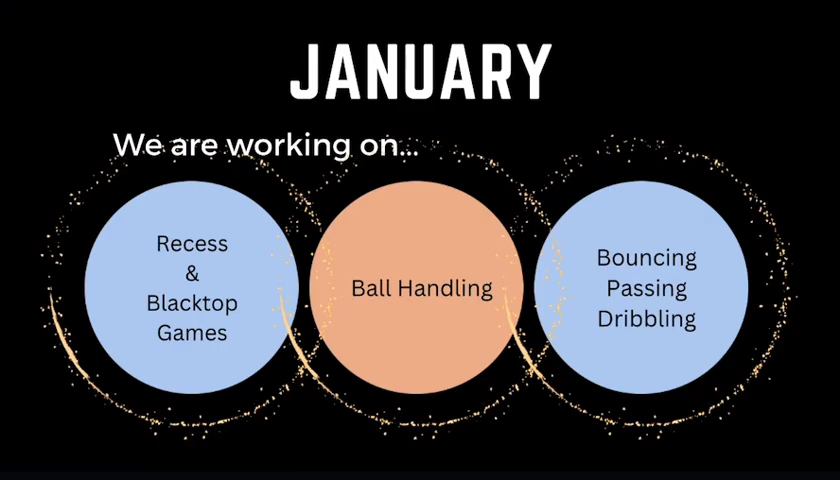 JANUARY
We are working on...
Recess
&
Blacktop
Games
Ball Handling
Bouncing
Passing
Dribbling